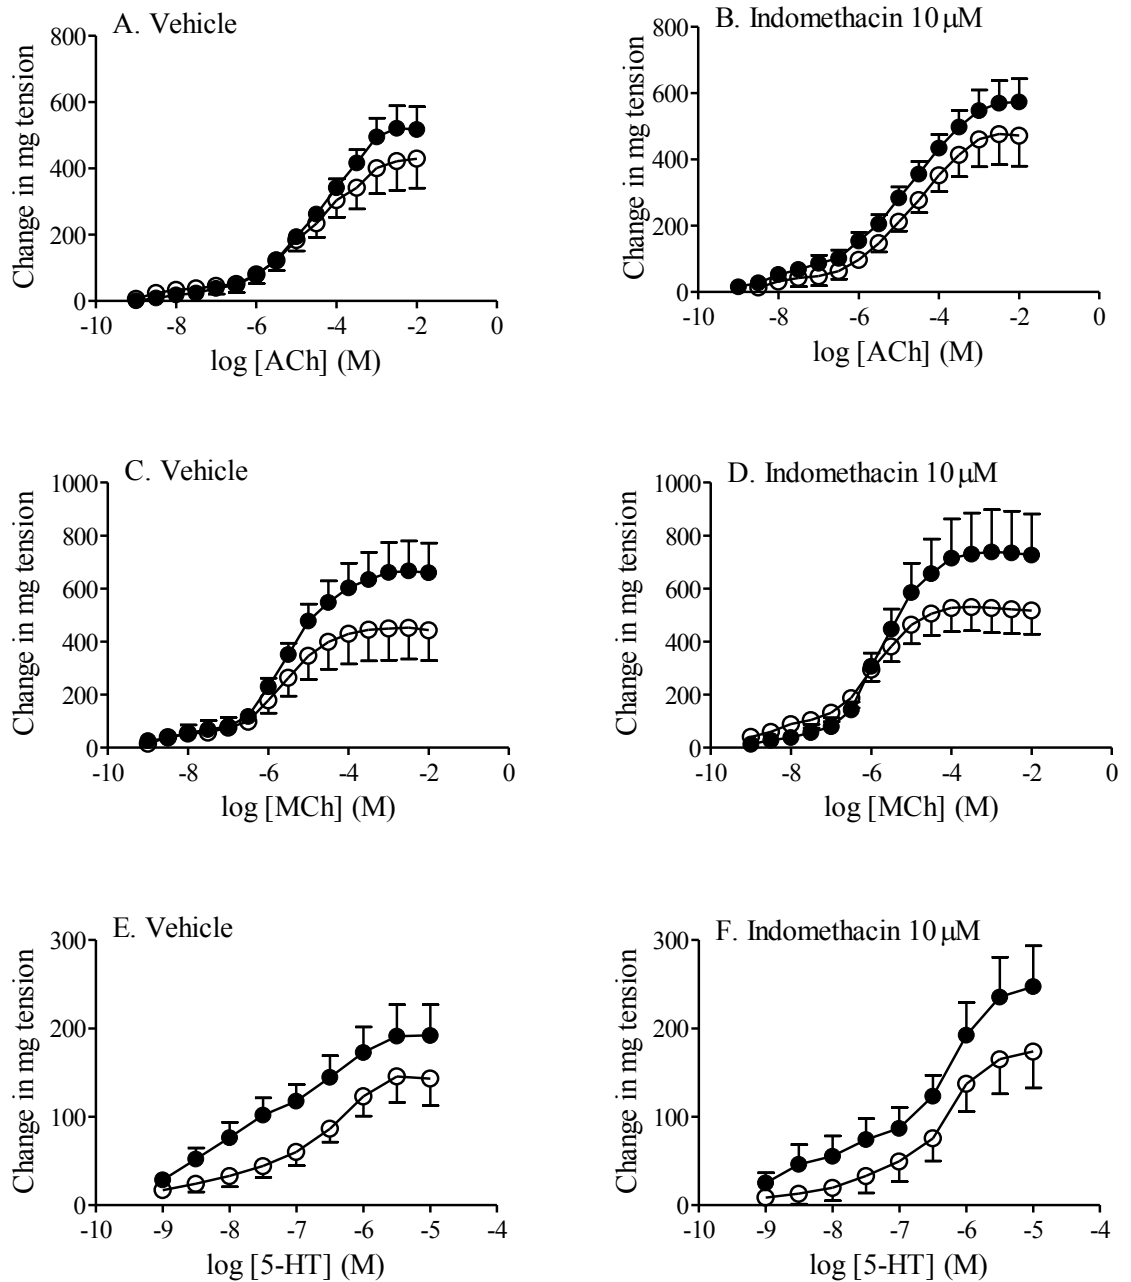 A. Vehicle
800
600
400
200
0
-10 -8 -6 -4 -2 0
Change in mg tension
log [ACh] (M)
B. Indomethacin 10 μM
800
600
400
200
0
-10 -8 -6 -4 -2 0
Change in mg tension
log [ACh] (M)
C. Vehicle
1000
800
600
400
200
0
-10 -8 -6 -4 -2 0
Change in mg tension
log [MCh] (M)
D. Indomethacin 10 μM
1000
800
600
400
200
0
-10 -8 -6 -4 -2 0
Change in mg tension
log [MCh] (M)
E. Vehicle
300
200
100
0
-10 -9 -8 -7 -6 -5 -4
Change in mg tension
log [5-HT] (M)
F. Indomethacin 10 μM
300
200
100
0
-10 -9 -8 -7 -6 -5 -4
Change in mg tension
log [5-HT] (M)